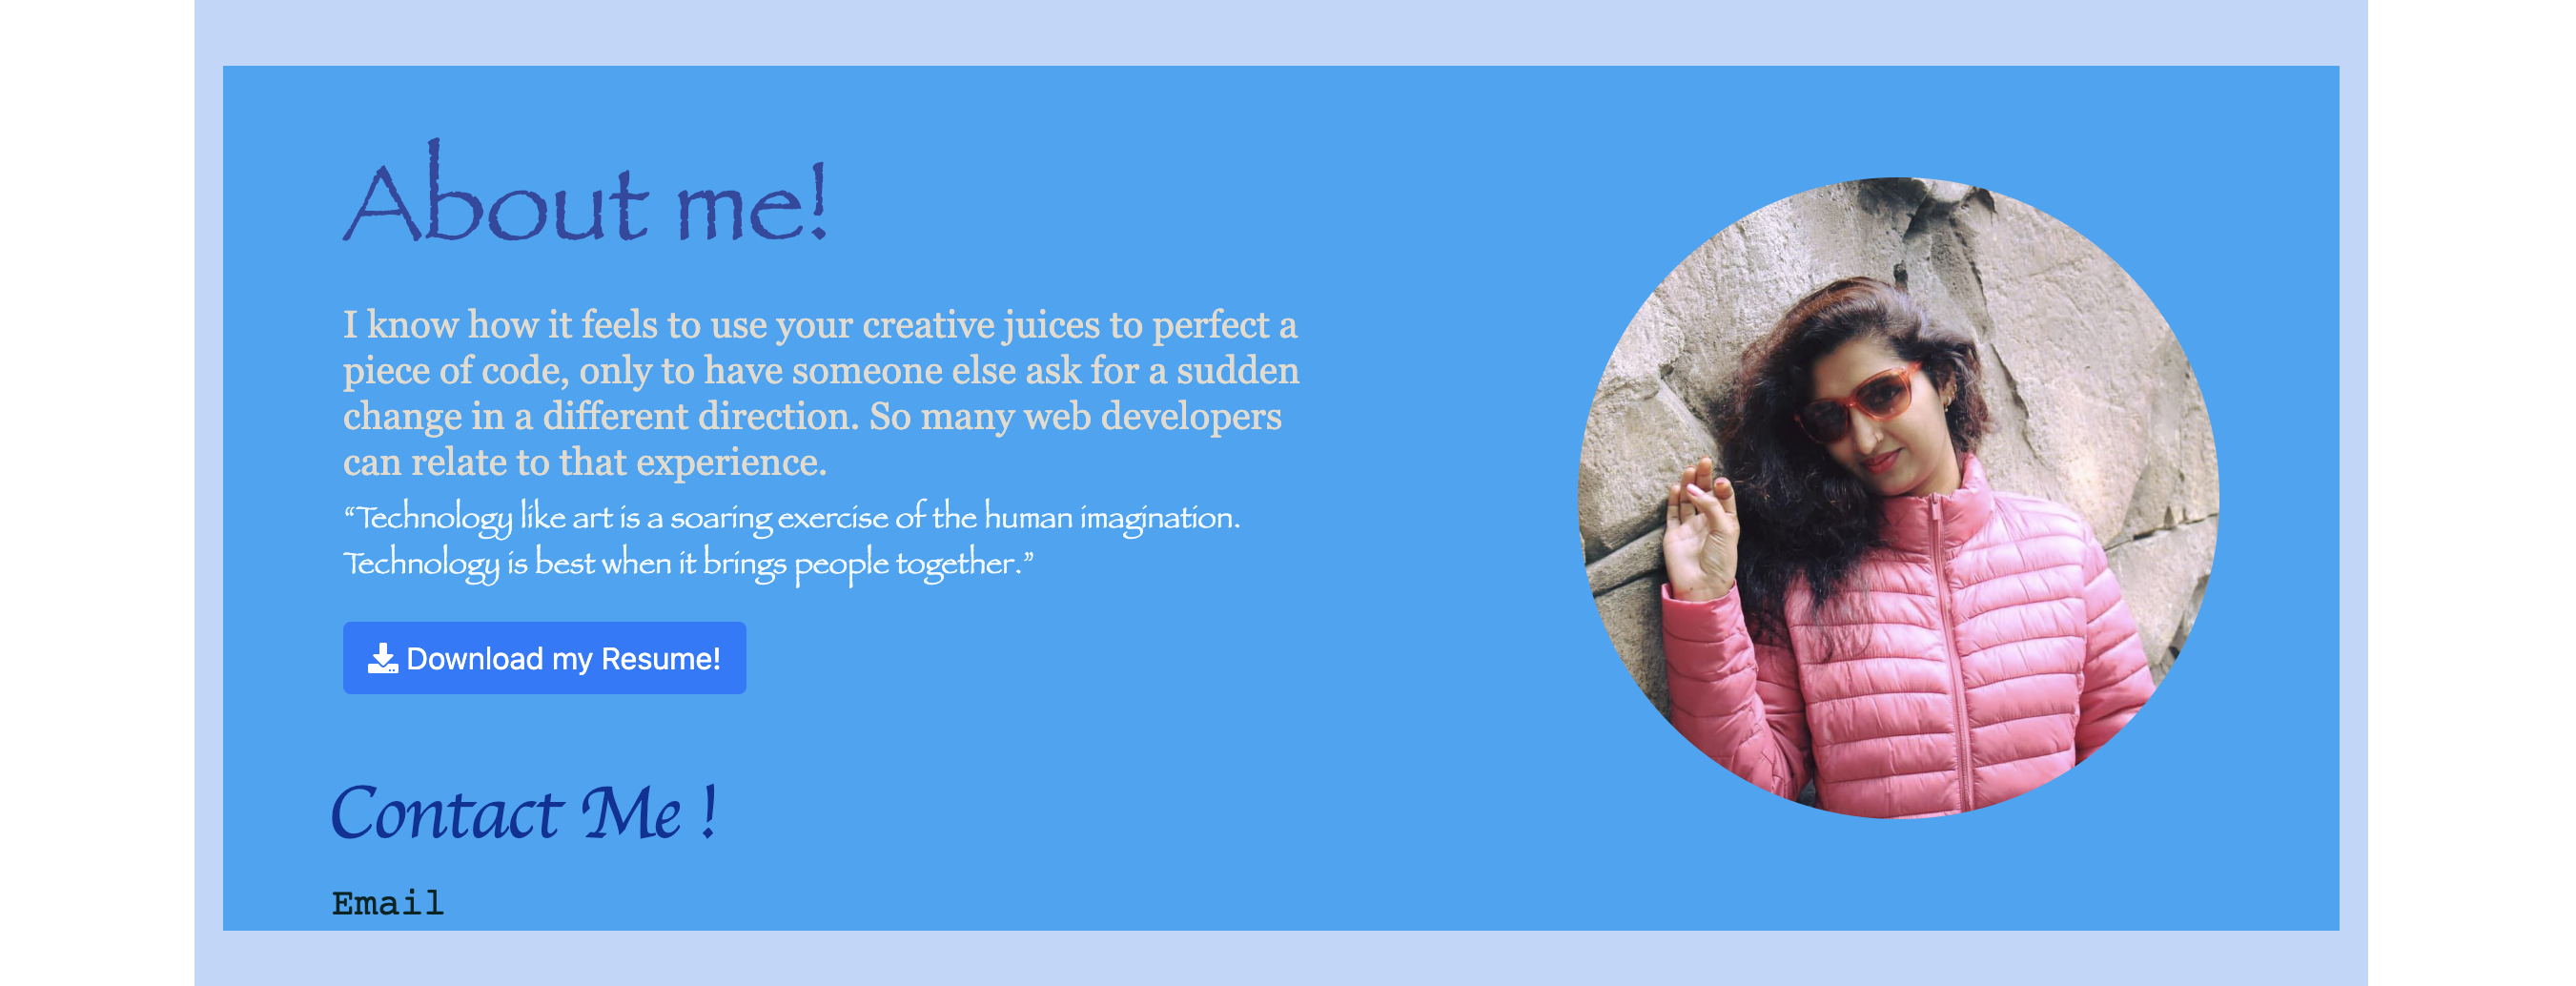 About me!
I know how it feels to use your creative juices to perfect a
piece of code, only to have someone else ask for a sudden
change in a different direction. So many web developers
can relate to that experience.
“Technology like art is a soaring exercise of the human imagination.
Technology is best when it brings people together.”
Download my Resume!
Contact Me !
Email